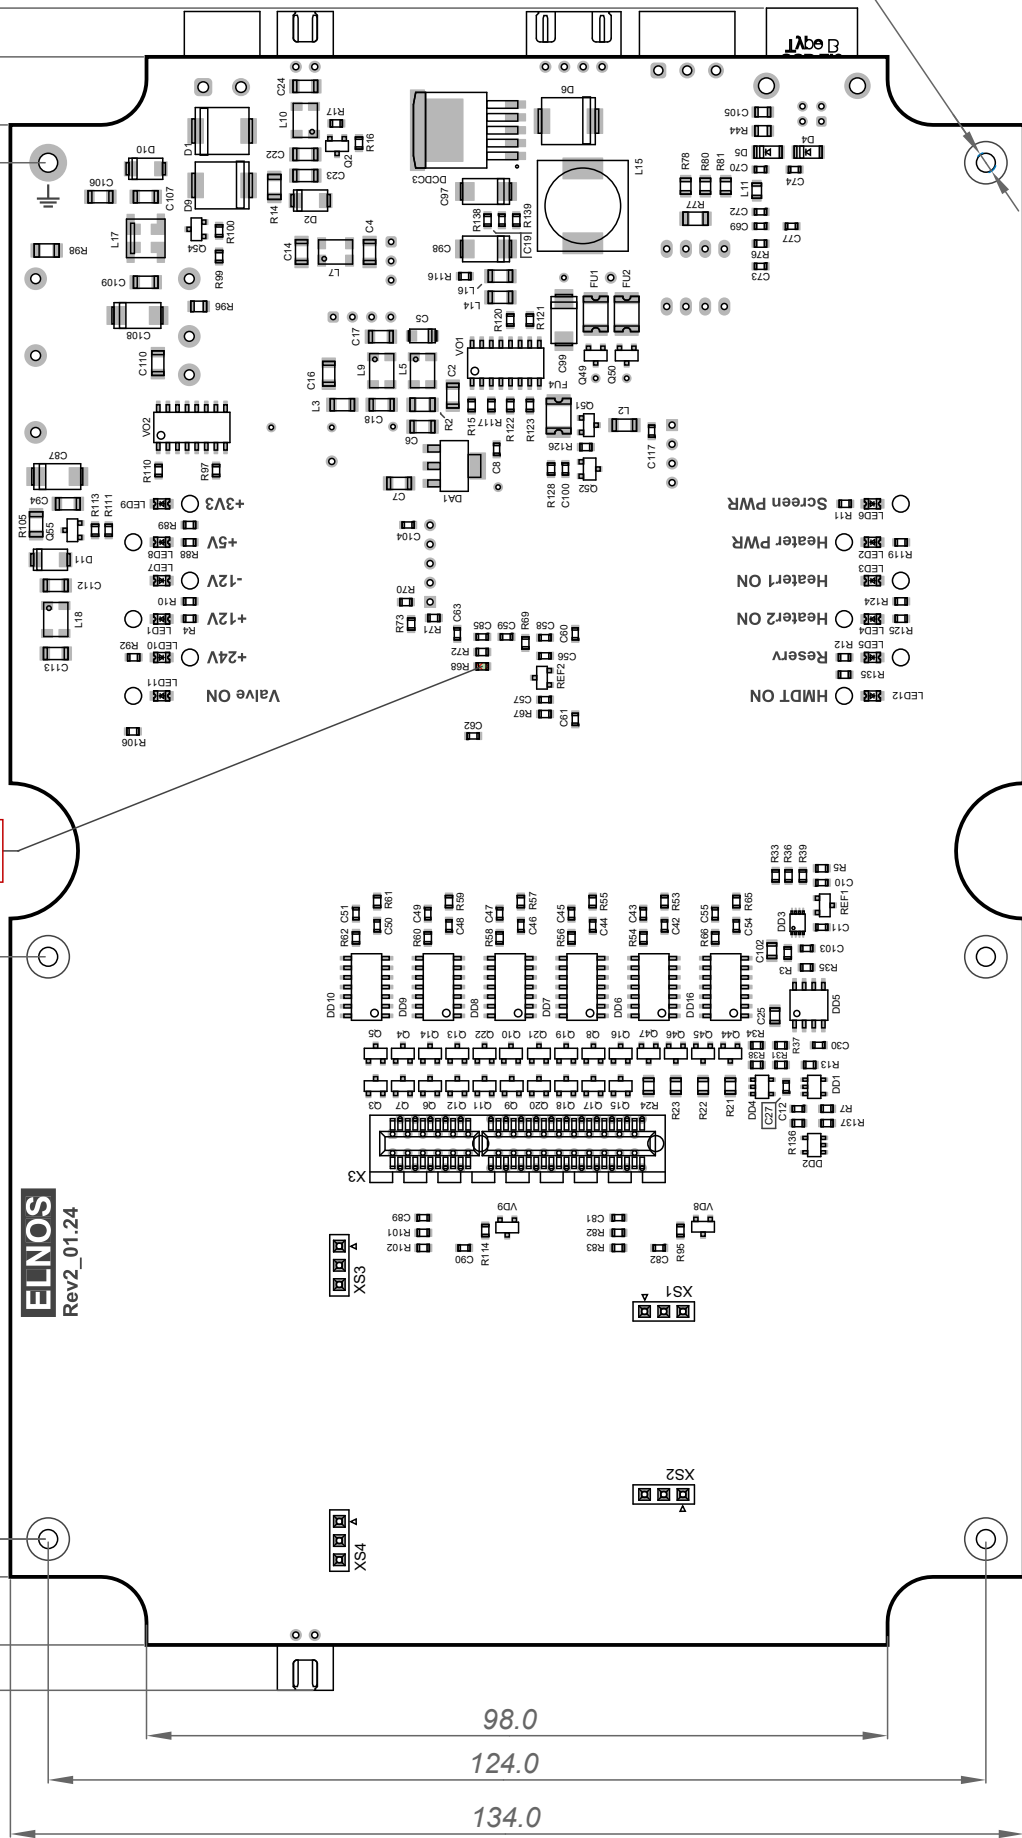 Type B
C24
L10
R17
R16
Q2
D1
C22
C23
R14
D2
D9
D10
C106
C107
L17
R98
C109
C108
C110
Q54
R100
R99
R96
DCDC3
D6
L15
C97
R138
R139
C19
C98
R116
L16
L14
C14
L7
C4
C105
R44
D5
D4
C70
C74
R78
R80
R81
L11
R77
C72
C69
C77
R76
C73
FU1
FU2
R120
R121
VO1
C99
Q49
Q50
C17
C5
L9
L5
C16
C2
L3
C18
R2
C6
R15
R117
R122
R123
FU4
Q51
R126
Q52
L2
C117
VO2
R110
R97
C87
C94
R105
Q55
R113
R111
C7
DA1
C8
R128
C100
C104
LED9
+3V3
R89
LED8
+5V
R88
LED7
-12V
R10
LED1
+12V
R4
LED10
+24V
R92
LED11
Valve ON
R106
D11
C112
L18
C113
Screen PWR
R11
LED6
Heater PWR
LED2
R119
Heater1 ON
LED3
R124
Heater2 ON
LED4
R125
Reserv
R12
LED5
R135
HMDT ON
LED12
R70
R73
R71
C63
C85
C59
R69
C58
C60
R72
R68
C56
REF2
C57
R67
C61
C62
R33
R36
R39
R5
C10
REF1
DD3
C11
C102
R3
C103
R35
C51
R61
R62
C50
C49
R59
R60
C48
C47
R57
R58
C46
C45
R55
R56
C44
C43
R53
R54
C42
C55
R65
R66
C54
DD10
DD9
DD8
DD7
DD6
DD16
C25
DD5
Q5
Q4
Q14
Q13
Q22
Q10
Q21
Q19
Q8
Q16
Q47
Q46
Q45
Q44
R34
R38
R31
R37
C30
R13
Q3
Q7
Q6
Q12
Q11
Q9
Q20
Q18
Q17
Q15
R24
R23
R22
R21
DD4
C27
C12
DD1
R7
R137
R136
DD2
X3
C89
R101
R102
C90
R114
VD9
C81
R82
R83
C82
R95
VD8
ELNOS
Rev2_01.24
XS3
XS1
XS2
XS4
98.0
124.0
134.0